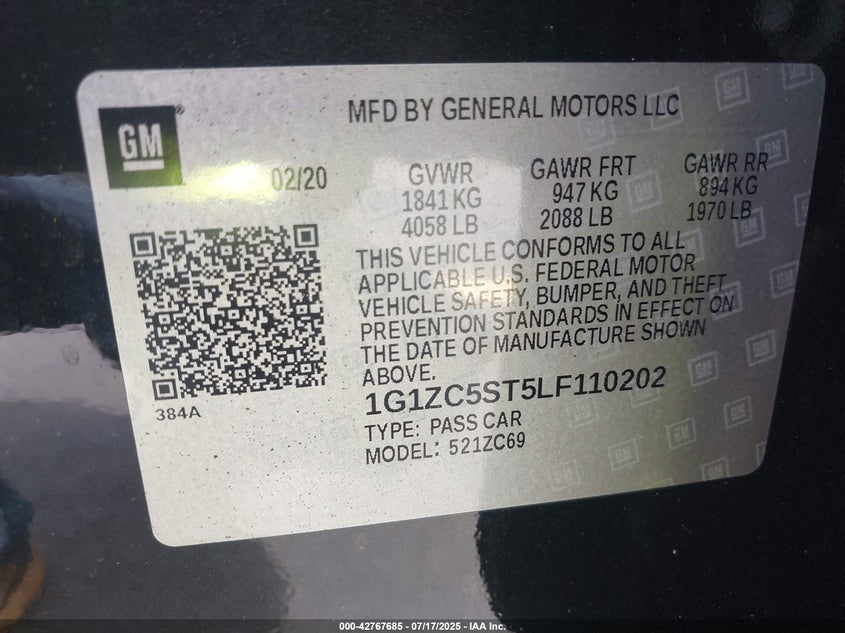 MFD BY GENERAL MOTORS LLC
GM
02/20
GVWR
1841 KG
4058 LB
GAWR FRT
947 KG
2088 LB
GAWR RR
894 KG
1970 LB
THIS VEHICLE CONFORMS TO ALL
APPLICABLE U.S. FEDERAL MOTOR
VEHICLE SAFETY, BUMPER, AND THEFT
PREVENTION STANDARDS IN EFFECT ON
THE DATE OF MANUFACTURE SHOWN
ABOVE.
384A
1G1ZC5ST5LF110202
TYPE: PASS CAR
MODEL: 521ZC69
000-42767685 - 07/17/2025 - IAA Inc.